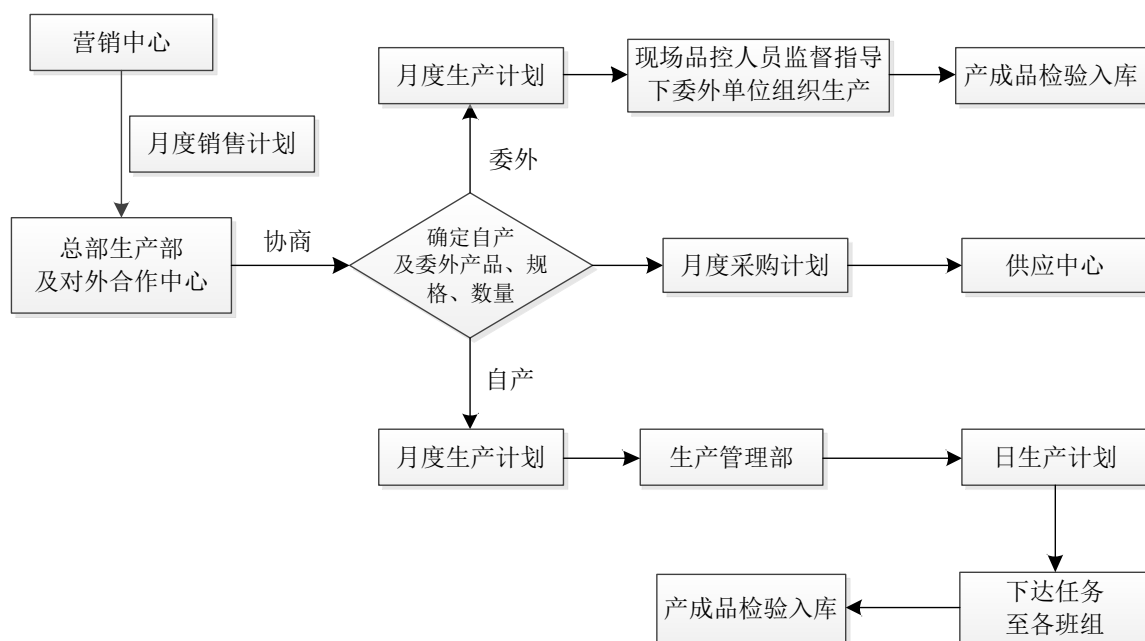 营销中心
月度销售计划
总部生产部
及对外合作中心
协商
确定自产
及委外产品、规
格、数量
委外
月度生产计划
现场品控人员监督指导
下委外单位组织生产
产成品检验入库
月度采购计划
供应中心
自产
月度生产计划
生产管理部
日生产计划
下达任务
至各班组
产成品检验入库